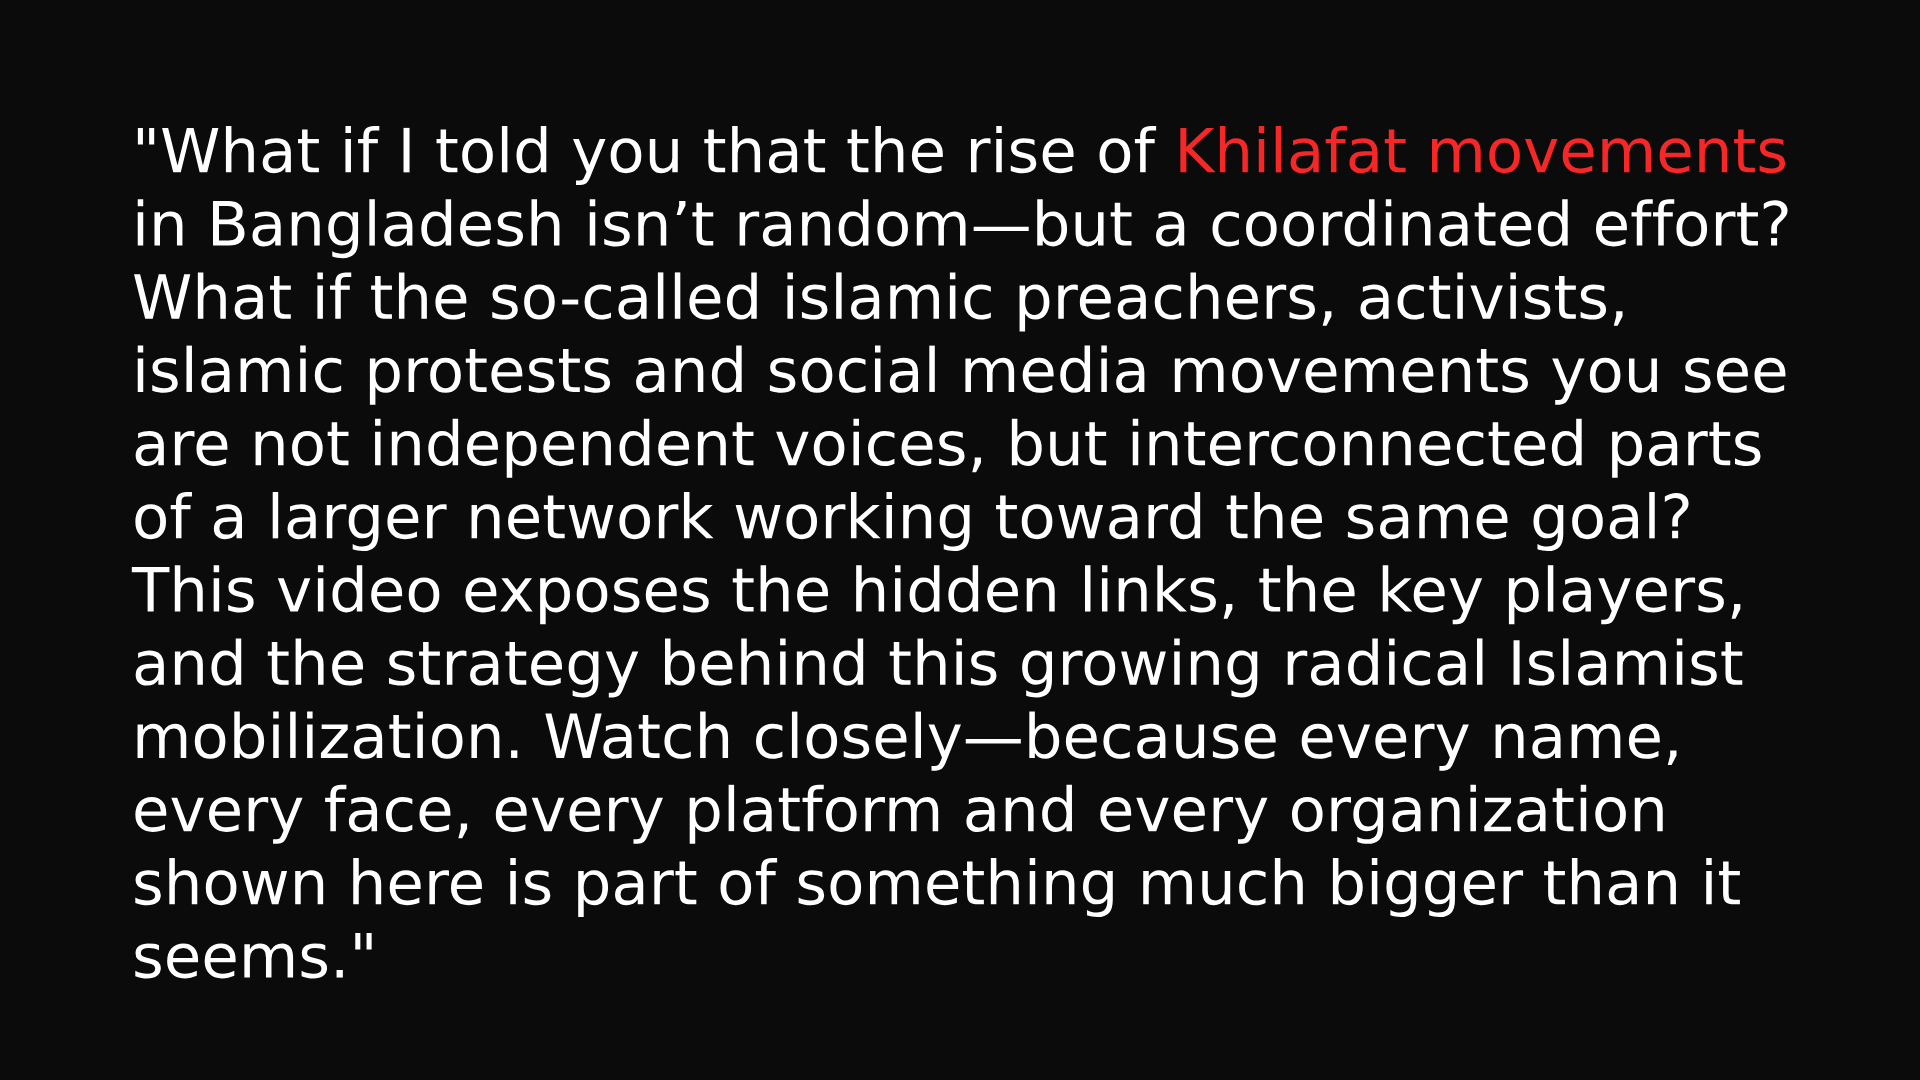 "What if I told you that the rise of Khilafat movements
in Bangladesh isn’t random—but a coordinated effort?
What if the so-called islamic preachers, activists,
islamic protests and social media movements you see
are not independent voices, but interconnected parts
of a larger network working toward the same goal?
This video exposes the hidden links, the key players,
and the strategy behind this growing radical Islamist
mobilization. Watch closely—because every name,
every face, every platform and every organization
shown here is part of something much bigger than it
seems."